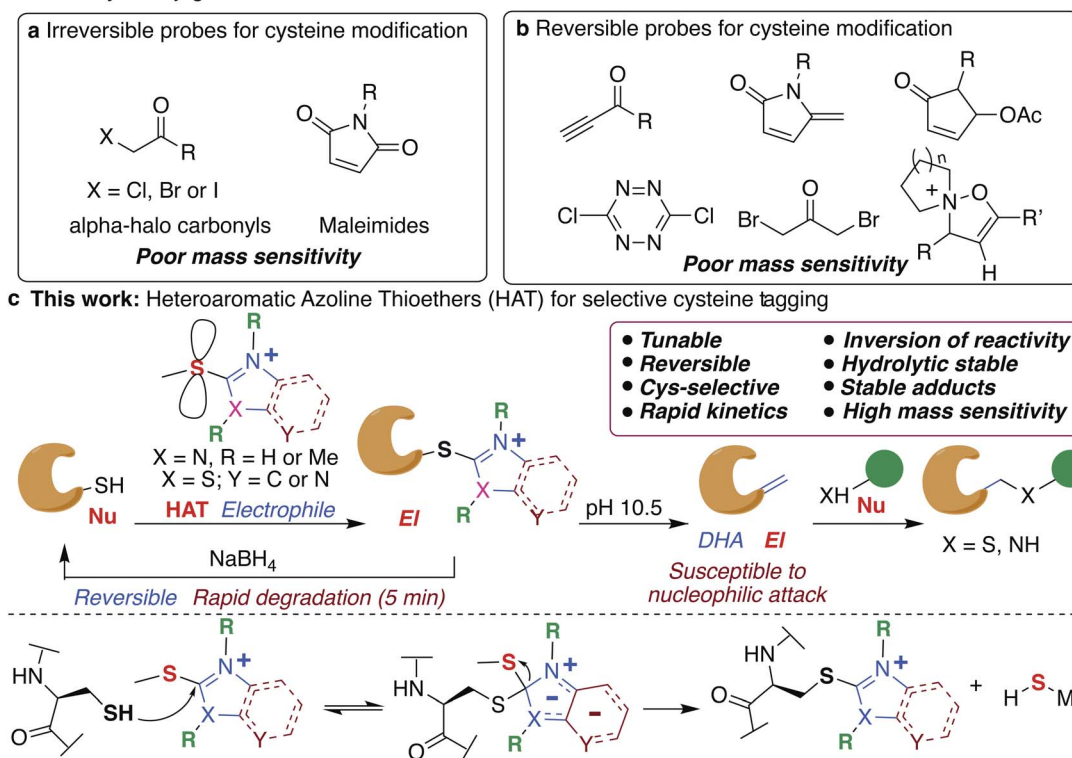 a Irreversible probes for cysteine modification
O
X
R
X = Cl, Br or I
alpha-halo carbonyls
R
N
O
O
Maleimides
Poor mass sensitivity
b Reversible probes for cysteine modification
O
R
R
N
O
O
R
OAc
N=N
Cl
Cl
N=N
O
Br
Br
n
+
N
O
R'
R
H
Poor mass sensitivity
c This work: Heteroaromatic Azoline Thioethers (HAT) for selective cysteine tagging
R
S
N+
X
R
Y
X = N, R = H or Me
X = S; Y = C or N
HAT Electrophile
SH
Nu
R
S
N+
X
R
Y
El
• Tunable
• Reversible
• Cys-selective
• Rapid kinetics
• Inversion of reactivity
• Hydrolytic stable
• Stable adducts
• High mass sensitivity
pH 10.5
DHA El
Susceptible to
nucleophilic attack
XH
Nu
X
X = S, NH
NaBH4
Reversible Rapid degradation (5 min)
HN
O
SH
R
S
N+
X
R
Y
HN
O
S
S
R
N+
-
-
X
R
Y
HN
O
S
R
N+
X
R
Y
+
H
S